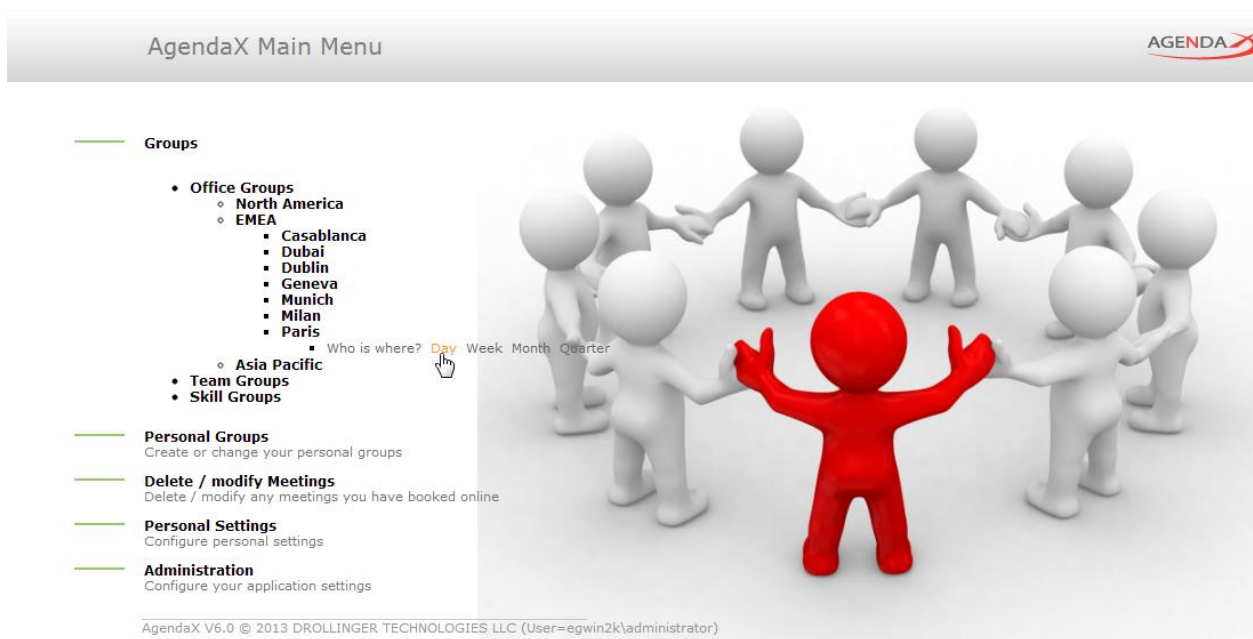 AgendaX Main Menu
AGENDA
Groups
Office Groups
North America
EMEA
Casablanca
Dubai
Dublin
Geneva
Munich
Milan
Paris
Who is where? Day Week Month Quarter
Asia Pacific
Team Groups
Skill Groups
Personal Groups
Create or change your personal groups
Delete / modify Meetings
Delete / modify any meetings you have booked online
Personal Settings
Configure personal settings
Administration
Configure your application settings
AgendaX V6.0 © 2013 DROLLINGER TECHNOLOGIES LLC (User=egwin2k\administrator)